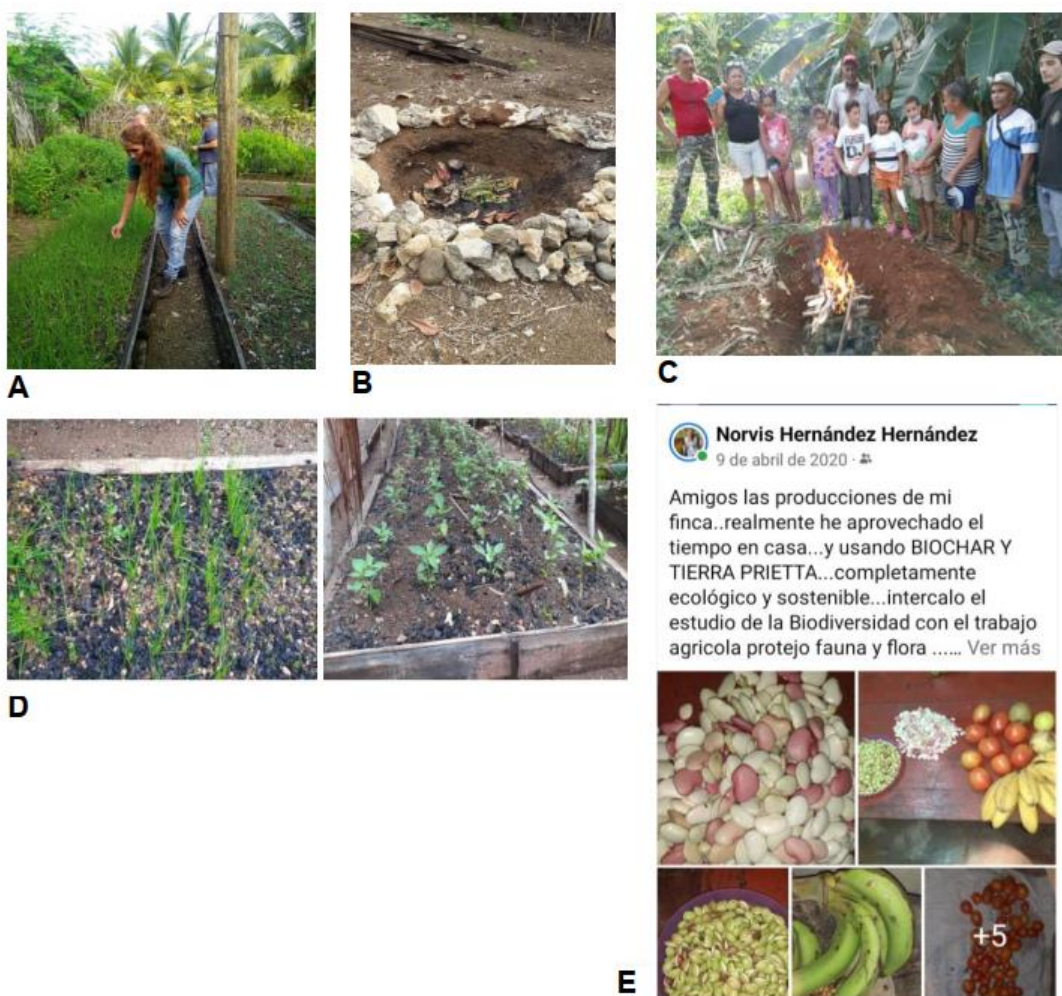 A
B
C
D
Norvis Hernández Hernández
9 de abril de 2020 ·
Amigos las producciones de mi
finca..realmente he aprovechado el
tiempo en casa...y usando BIOCHAR Y
TIERRA PRIETTA...completamente
ecológico y sostenible...intercalo el
estudio de la Biodiversidad con el trabajo
agricola protejo fauna y flora ...... Ver más
+5
E